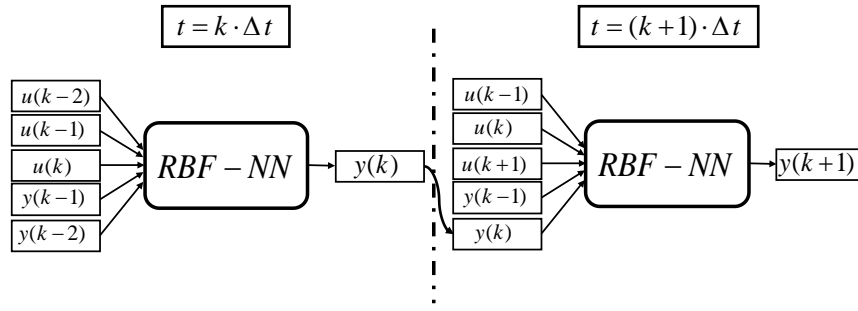 t = k · Δt
u(k−2)
u(k−1)
u(k)
y(k−1)
y(k−2)
RBF − NN
y(k)
t = (k+1) · Δt
u(k−1)
u(k)
u(k+1)
y(k−1)
y(k)
RBF − NN
y(k+1)